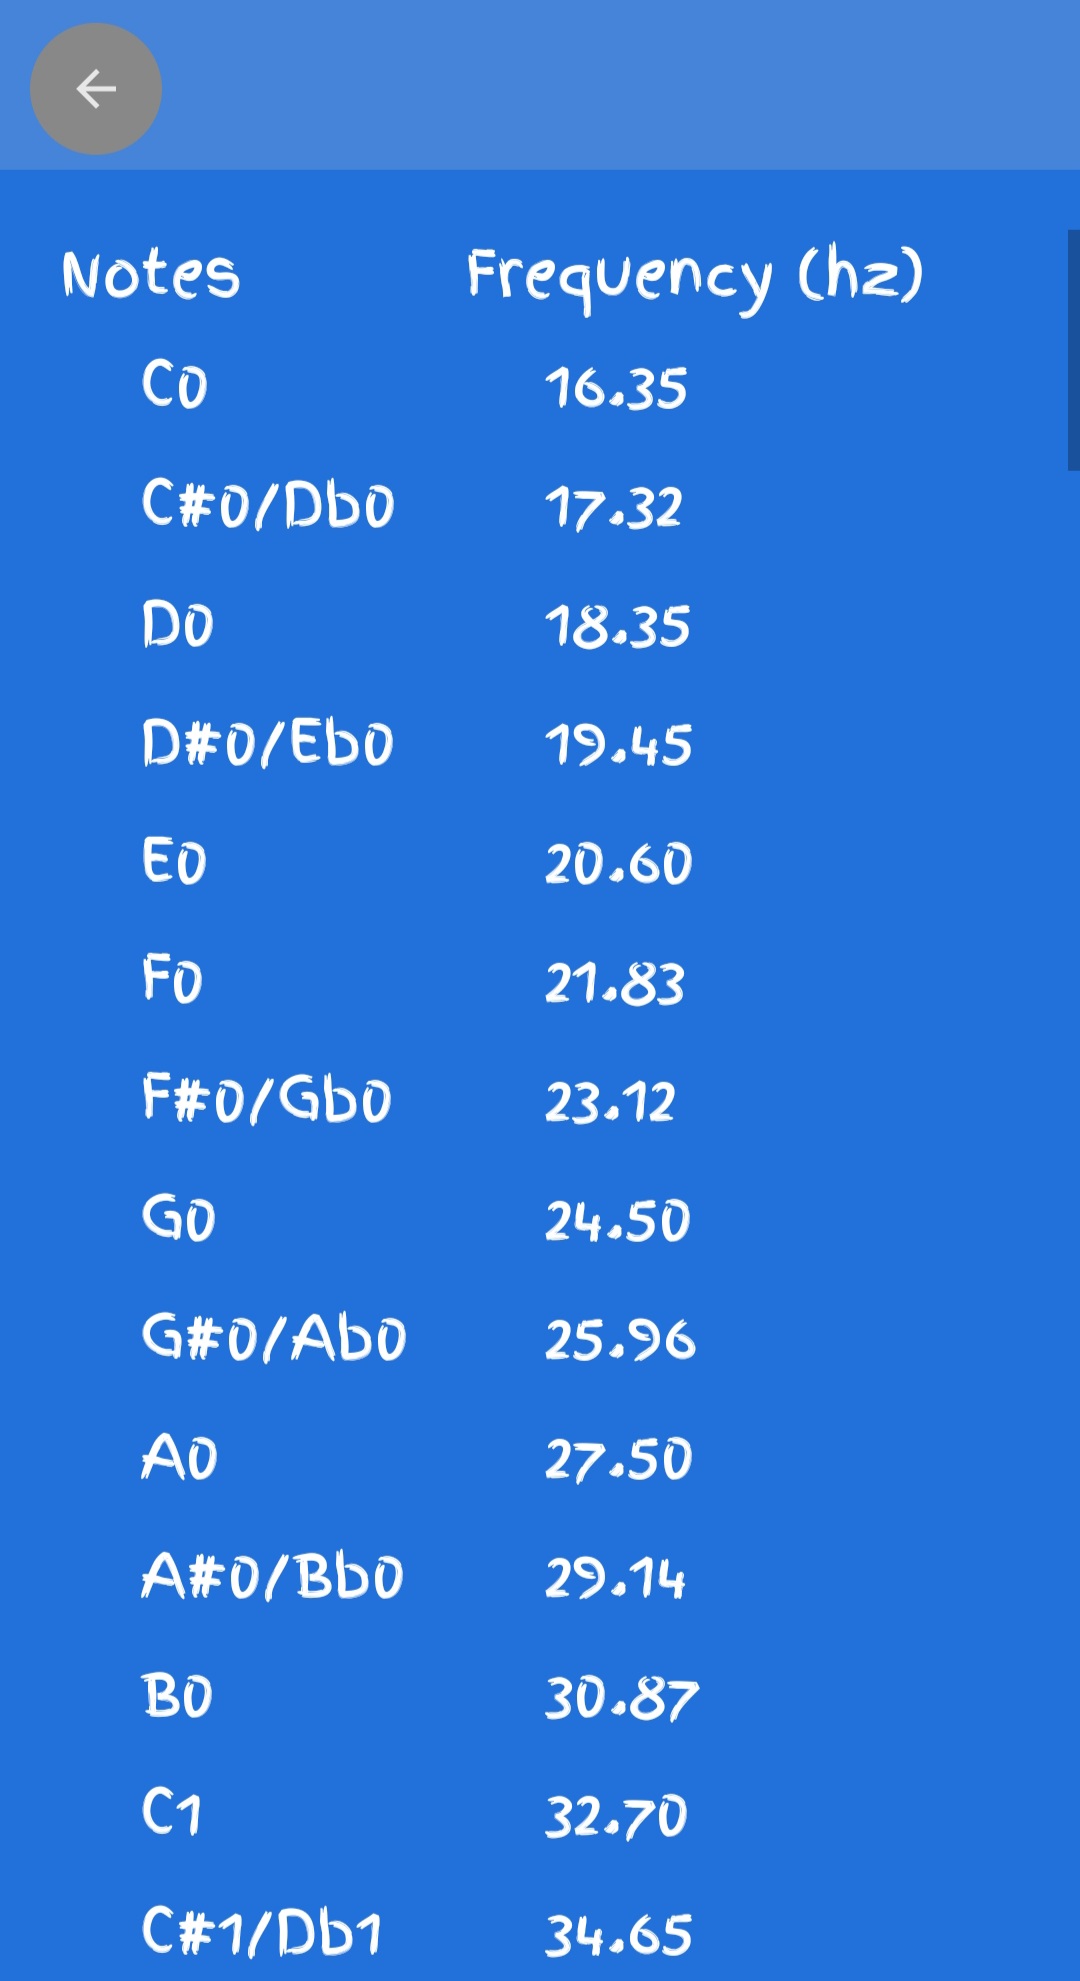 Notes Frequency (hz)
C0 16.35
C#0/Db0 17.32
D0 18.35
D#0/Eb0 19.45
E0 20.60
F0 21.83
F#0/Gb0 23.12
G0 24.50
G#0/Ab0 25.96
A0 27.50
A#0/Bb0 29.14
B0 30.87
C1 32.70
C#1/Db1 34.65